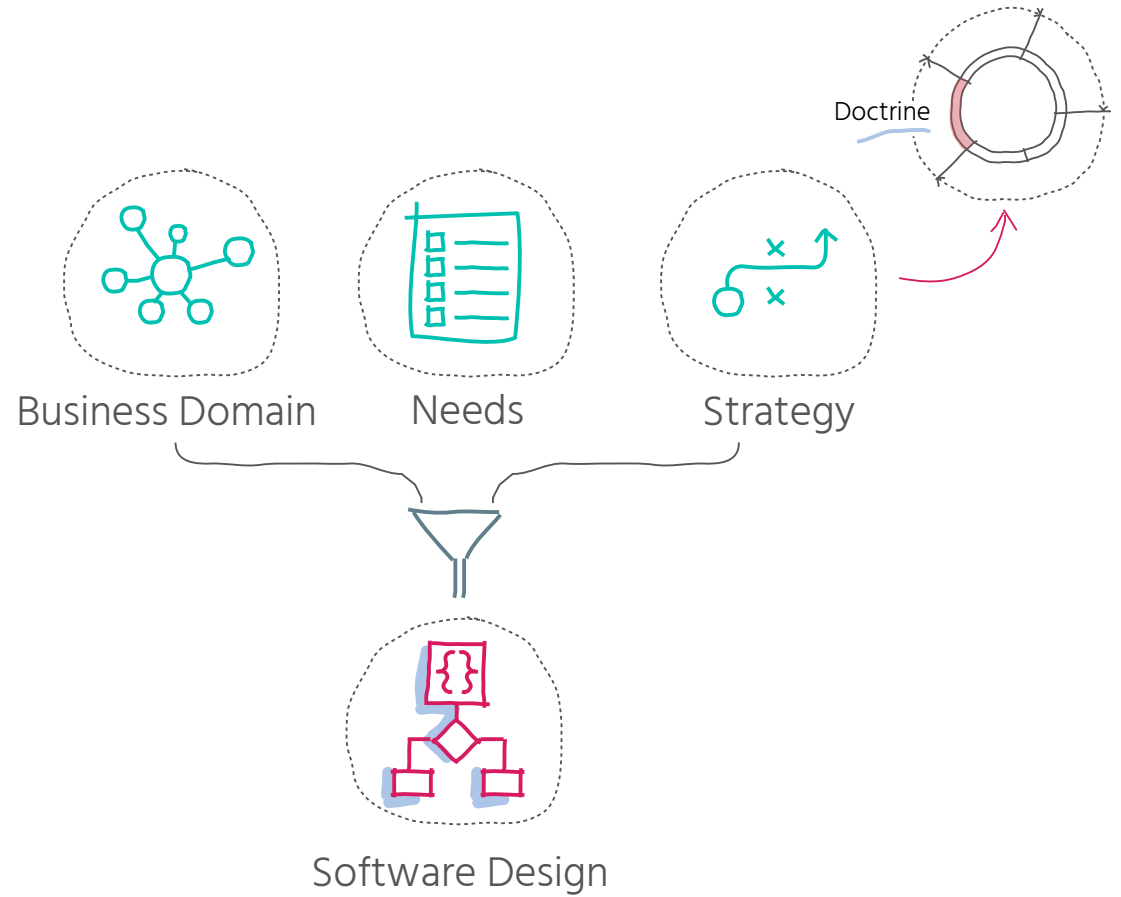 Doctrine
Business Domain
Needs
Strategy
{}
Software Design